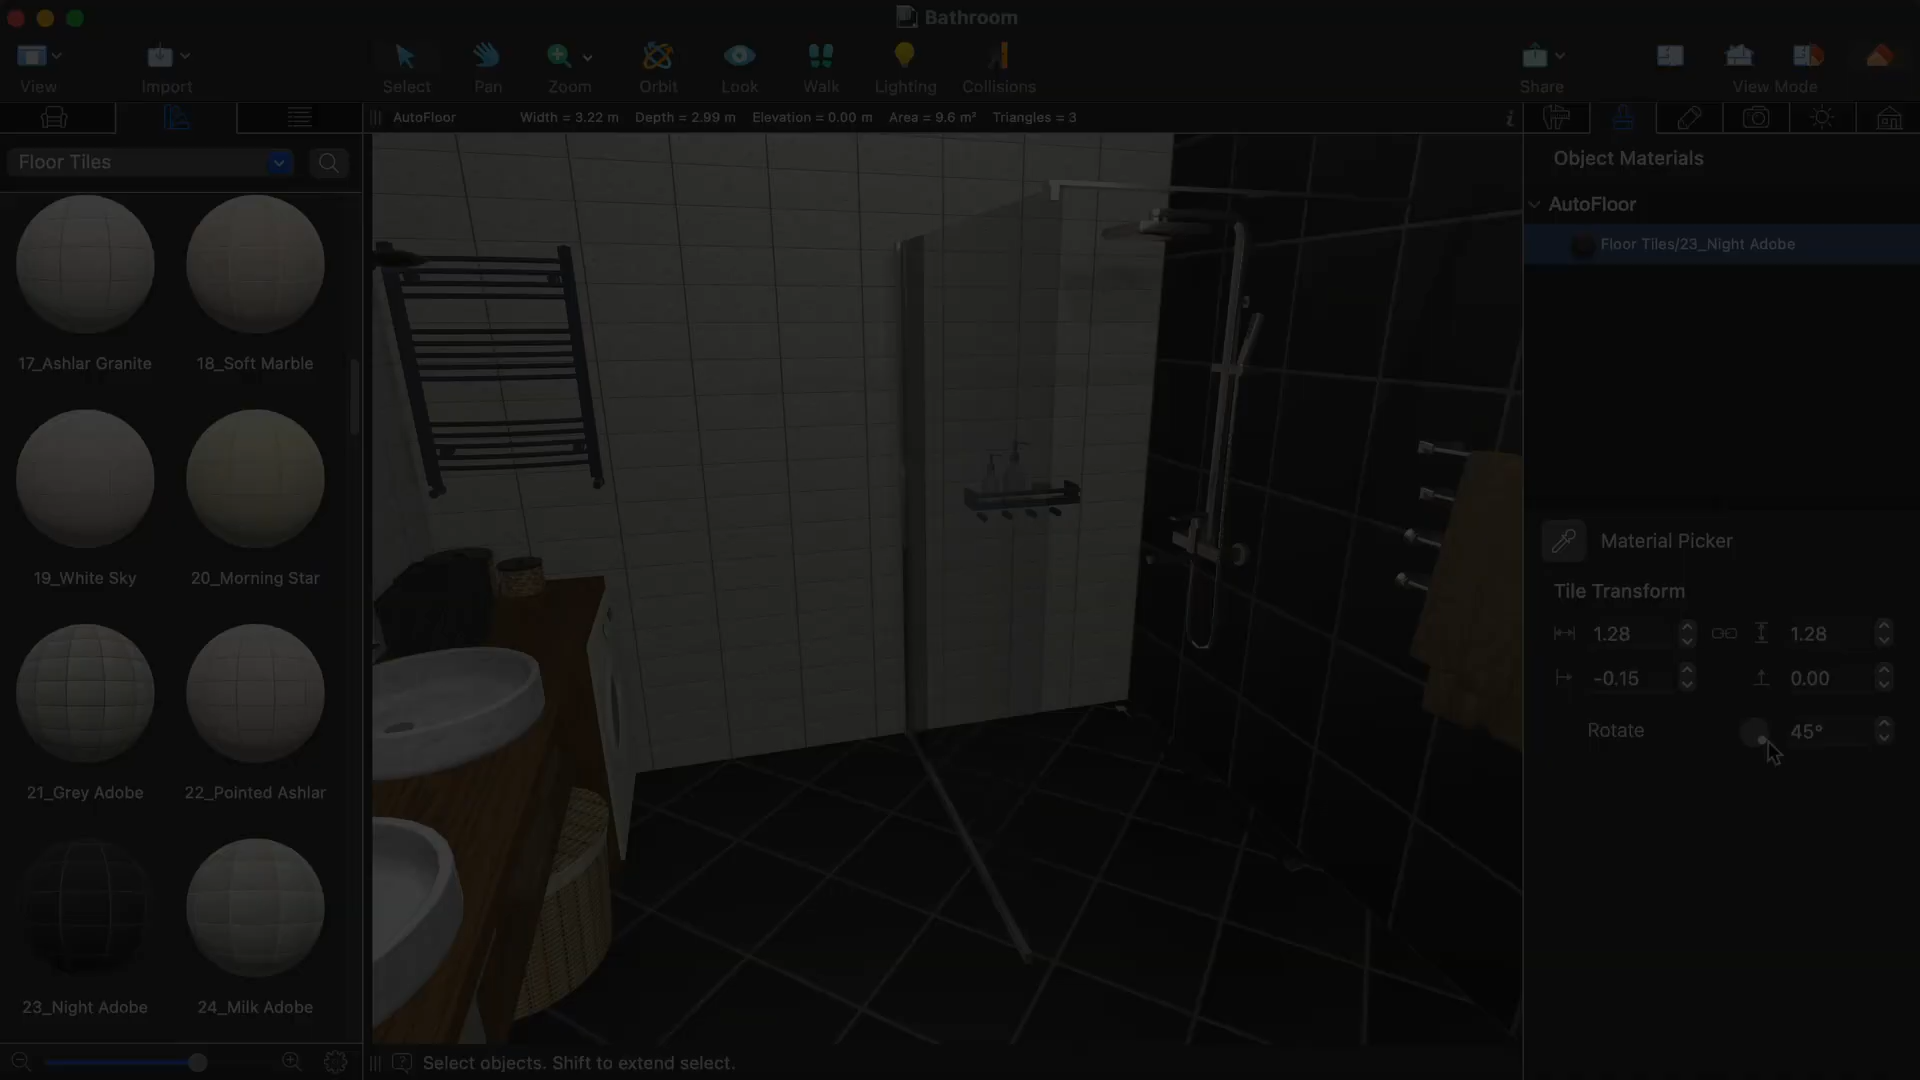 Bathroom
View
Import
Select
Pan
Zoom
Orbit
Look
Walk
Lighting
Collisions
Share
View Mode
AutoFloor Width = 3.22 m Depth = 2.99 m Elevation = 0.00 m Area = 9.6 m² Triangles = 3
Floor Tiles
17_Ashlar Granite
18_Soft Marble
19_White Sky
20_Morning Star
21_Grey Adobe
22_Pointed Ashlar
23_Night Adobe
24_Milk Adobe
Select objects. Shift to extend select.
Object Materials
AutoFloor
Floor Tiles/23_Night Adobe
Material Picker
Tile Transform
1.28 1.28
-0.15 0.00
Rotate 45°